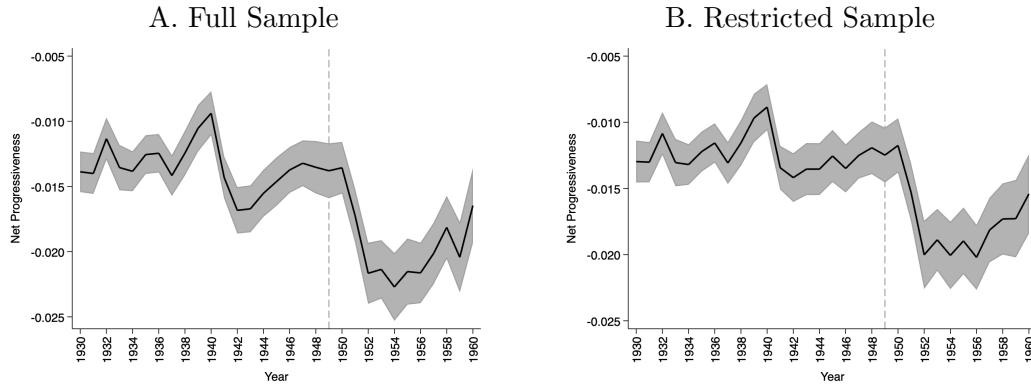 A. Full Sample
B. Restricted Sample
-0.005
-0.010
-0.015
-0.020
-0.025
Net Progressiveness
1930 1932 1934 1936 1938 1940 1942 1944 1946 1948 1950 1952 1954 1956 1958 1960
Year
-0.005
-0.010
-0.015
-0.020
-0.025
Net Progressiveness
1930 1932 1934 1936 1938 1940 1942 1944 1946 1948 1950 1952 1954 1956 1958 1960
Year